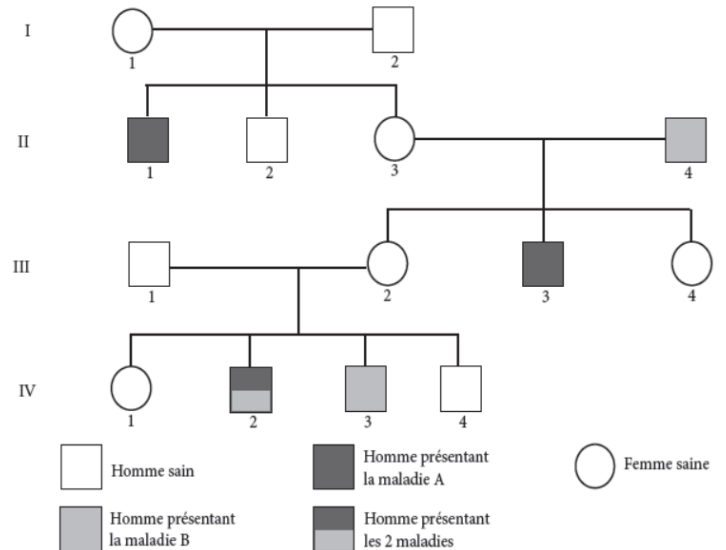 I
1
2
II
1
2
3
4
III
1
2
3
4
IV
1
2
3
4
Homme sain
Homme présentant
la maladie A
Femme saine
Homme présentant
la maladie B
Homme présentant
les 2 maladies